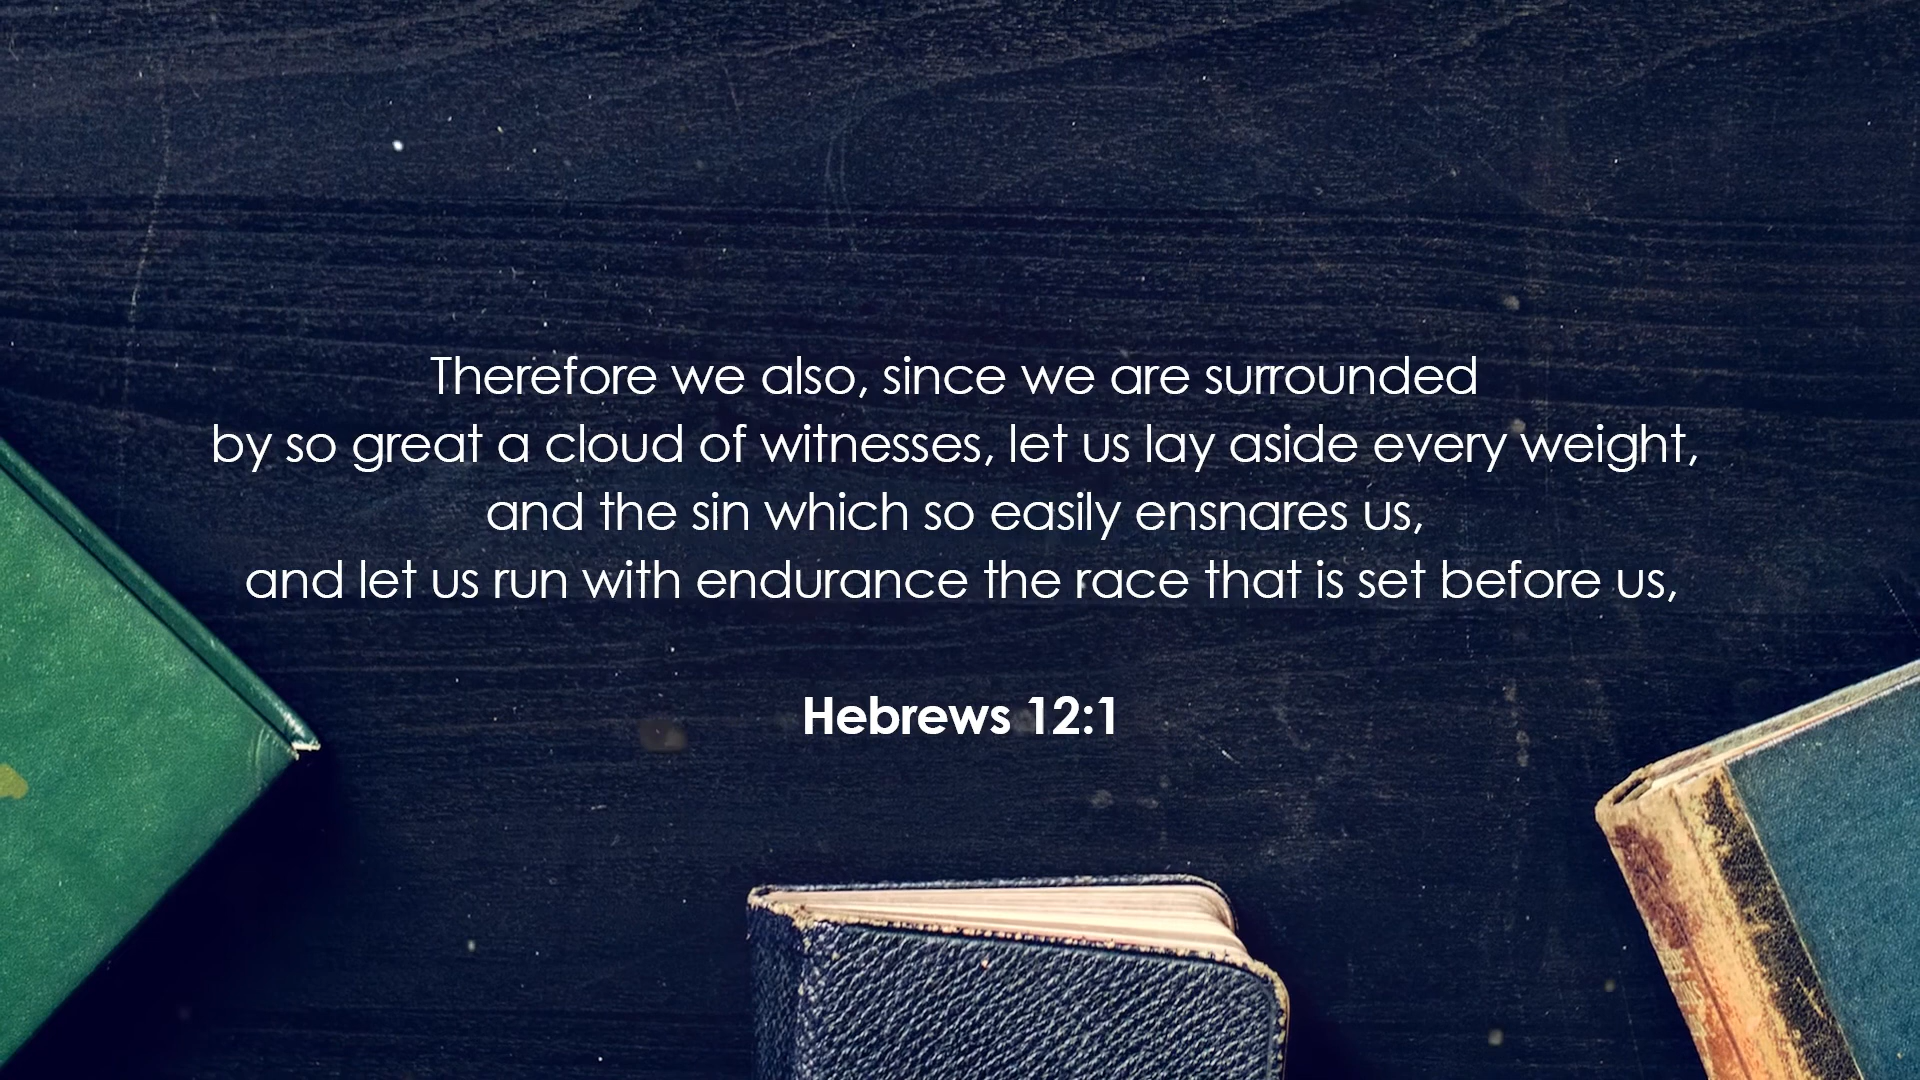 Therefore we also, since we are surrounded
by so great a cloud of witnesses, let us lay aside every weight,
and the sin which so easily ensnares us,
and let us run with endurance the race that is set before us,
Hebrews 12:1